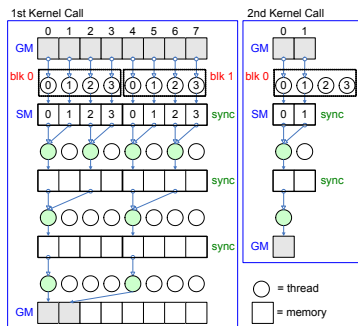 1st Kernel Call
0 1 2 3 4 5 6 7
GM
blk 0 0 1 2 3 0 1 2 3 blk 1
SM 0 1 2 3 0 1 2 3 sync
sync
sync
GM
2nd Kernel Call
0 1
GM
blk 0 0 1 2 3
SM 0 1 sync
sync
GM
= thread
= memory